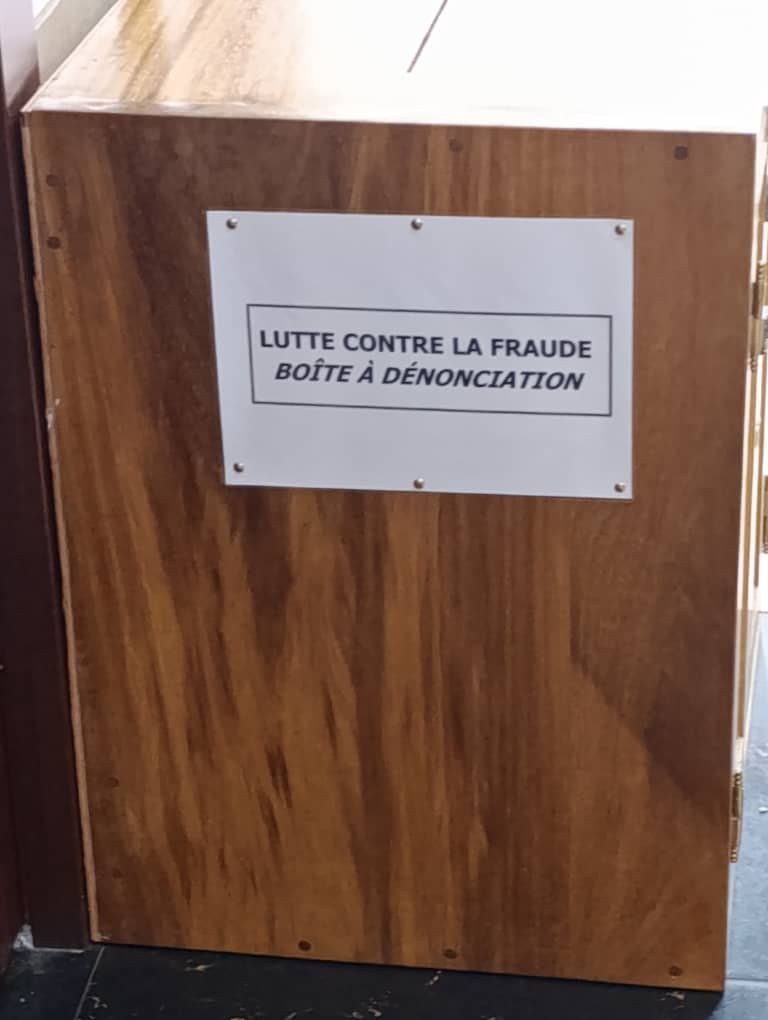 LUTTE CONTRE LA FRAUDE
BOÎTE À DÉNONCIATION